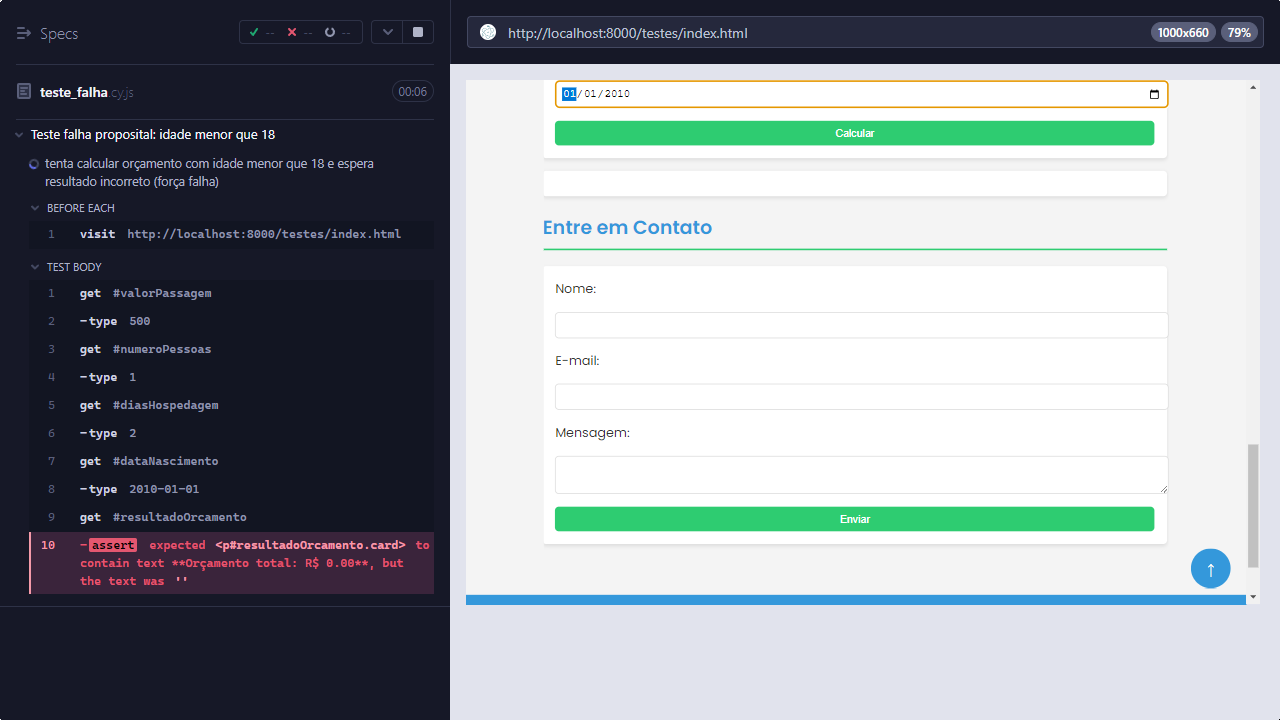 Specs
-- -- --
teste_falha.cy.js
00:06
Teste falha proposital: idade menor que 18
tenta calcular orçamento com idade menor que 18 e espera
resultado incorreto (força falha)
BEFORE EACH
1 visit http://localhost:8000/testes/index.html
TEST BODY
1 get #valorPassagem
2 -type 500
3 get #numeroPessoas
4 -type 1
5 get #diasHospedagem
6 -type 2
7 get #dataNascimento
8 -type 2010-01-01
9 get #resultadoOrcamento
10 -assert expected <p#resultadoOrcamento.card> to
contain text **Orçamento total: R$ 0.00**, but
the text was ''
http://localhost:8000/testes/index.html
1000x660
79%
01/01/2010
Calcular
Entre em Contato
Nome:
E-mail:
Mensagem:
Enviar
↑